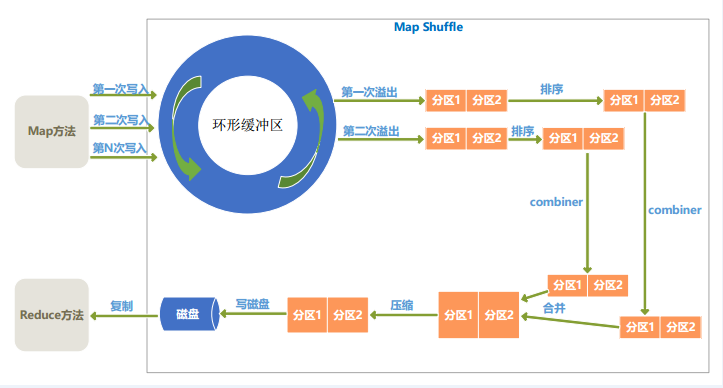 Map Shuffle
第一次写入
第二次写入
第N次写入
Map方法
环形缓冲区
第一次溢出
分区1 分区2
排序
分区1 分区2
第二次溢出
分区1 分区2
排序
分区1 分区2
combiner
combiner
分区1 分区2
合并
分区1 分区2
分区1 分区2
压缩
分区1 分区2
写磁盘
磁盘
复制
Reduce方法